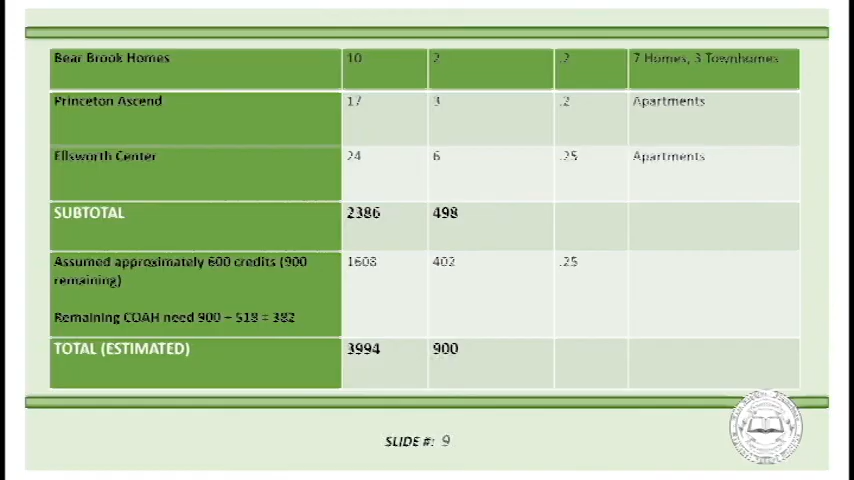 Bear Brook Homes 10 2 .2 7 Homes, 3 Townhomes
Princeton Ascend 17 3 .2 Apartments
Ellsworth Center 24 6 .25 Apartments
SUBTOTAL 2386 498
Assumed approximately 600 credits (900 1608 402 .25
remaining)
Remaining COAH need 900 – 518 = 382
TOTAL (ESTIMATED) 3994 900
SLIDE #: 9